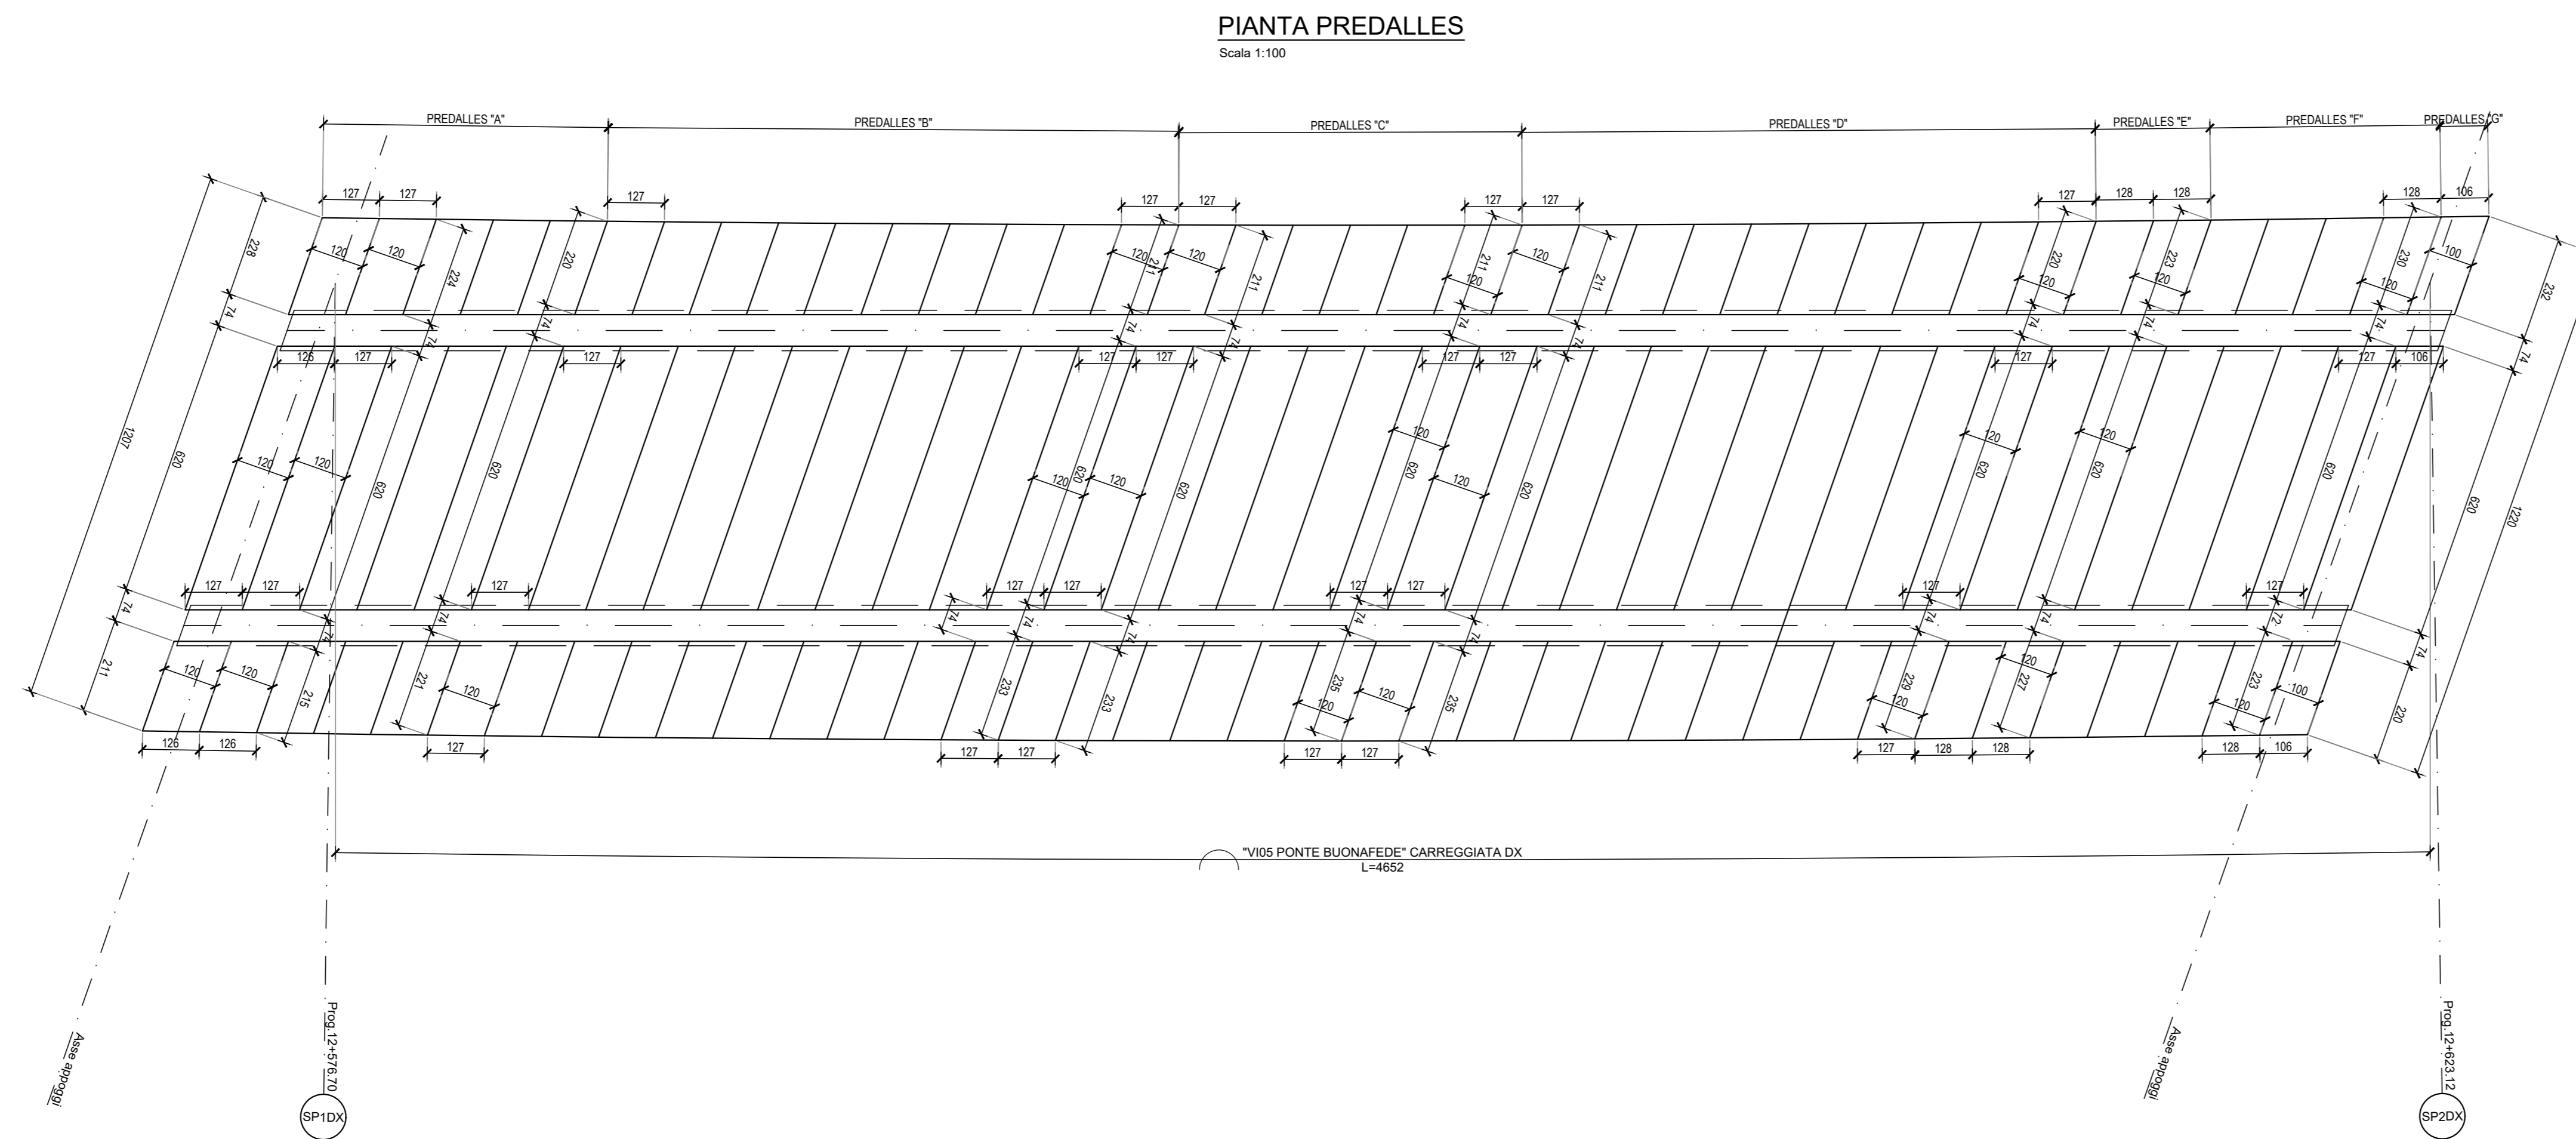 PIANTA PREDALLES
Scala 1:100
PREDALLES "A"
PREDALLES "B"
PREDALLES "C"
PREDALLES "D"
PREDALLES "E"
PREDALLES "F"
PREDALLES "G"
127 127 127 127 127 127 127 127 128 128 128 106
228 120 120 224 220 120 211 120 211 120 211 120 211 220 120 223 120 230 120 100 232
74 74 74 74 74 74 74 74 74 74 74
126 127 127 127 127 127 127 127 127 106
1207 620 120 120 620 620 120 620 120 620 120 620 120 620 120 620 120 620 620 620 1220
127 127 127 127 127 127 127 127 127
74 74 74 74 74 74 74 74 74 74 72 74
211 120 120 215 221 120 233 233 120 235 120 235 120 229 120 227 120 223 100 220
126 126 127 127 127 127 127 127 128 128 128 106
"VI05 PONTE BUONAFEDE" CARREGGIATA DX
L=4652
Asse appoggi
Prog.12+576.70
SP1DX
Asse appoggi
Prog.12+623.12
SP2DX